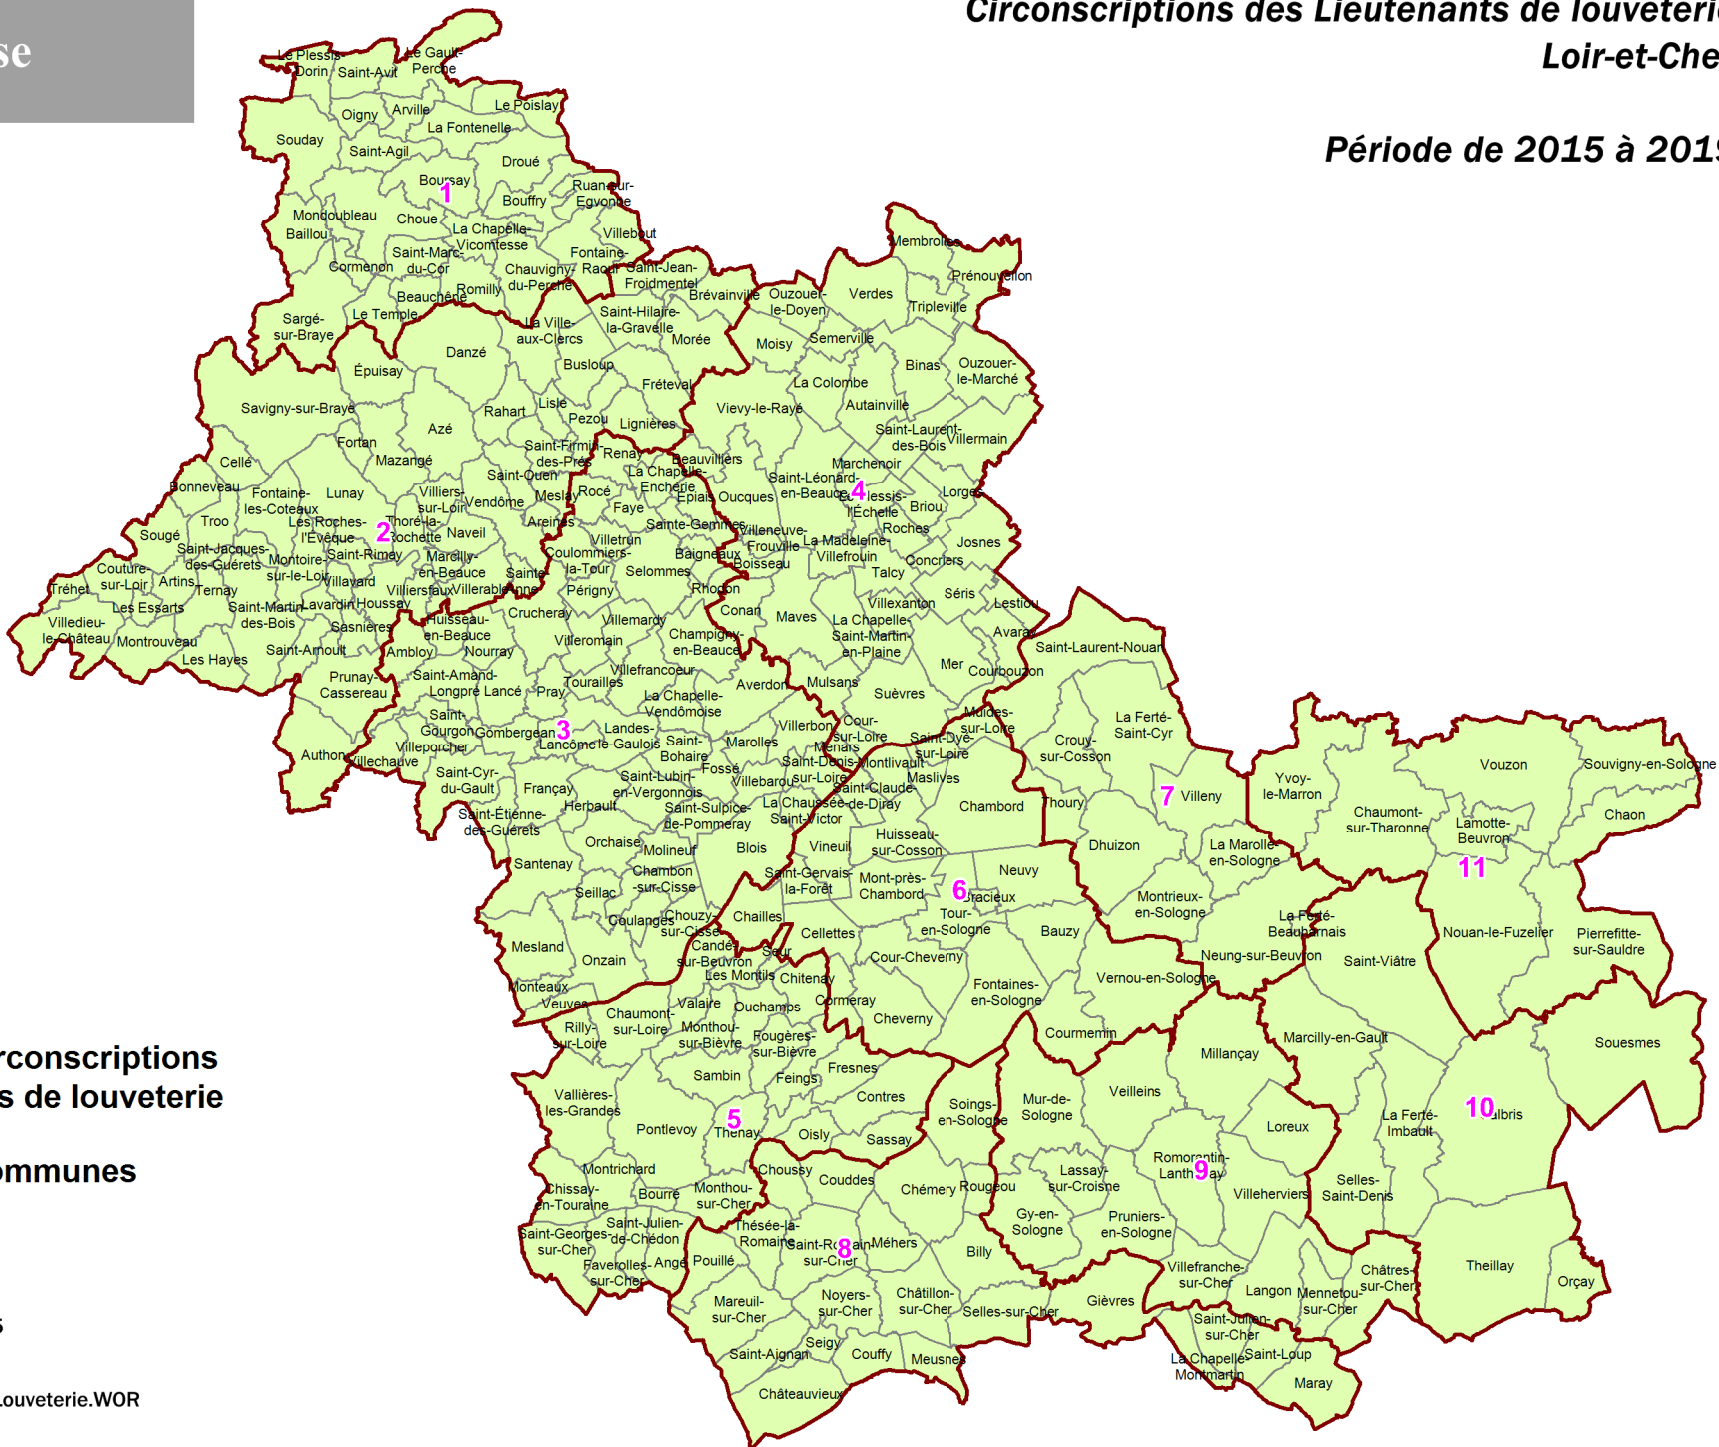 se
Circonscriptions des Lieutenants de louveterie
Loir-et-Che
Période de 2015 à 2019
Le Plessis-
Dorin
Saint-Avit
Le Gault-
Perche
Oigny
Arville
Le Poislay
La Fontenelle
Souday
Saint-Agil
Droué
Boursay
1
Ruan-sur-
Egvonne
Bouffry
Mondoubleau
Choue
Baillou
La Chapelle-
Vicomtesse
Villebout
Saint-Marc-
du-Cor
Fontaine-
Raoul
Cormenon
Chauvigny-
du-Perche
Saint-Jean-
Froidmentel
Romilly
Beauchêne
Brévainville
Le Temple
Sargé-
sur-Braye
Membrolles
Prénouvellon
Ouzouer-
le-Doyen
Verdes
Tripleville
Saint-Hilaire-
la-Gravelle
La Ville-
aux-Clercs
Morée
Moisy
Semerville
Danzé
Busloup
Épuisay
Binas
Ouzouer-
le-Marché
Fréteval
La Colombe
Savigny-sur-Braye
Rahart
Lisle
Pezou
Lignières
Vievy-le-Rayé
Autainville
Azé
Saint-Laurent-
des-Bois
Villermain
Fortan
Mazangé
Saint-Firmin-
des-Prés
Renay
Beauvilliers
Marchenoir
Cellé
Saint-Ouen
La Chapelle-
Enchérie
Saint-Léonard-
en-Beauce
4
Le Plessis-
l'Échelle
Lorges
Bonneveau
Fontaine-
les-Coteaux
Lunay
Villiers-
sur-Loir
Vendôme
Meslay
Rocé
Épiais
Oucques
Briou
Faye
Troo
Les Roches-
l'Évêque
2
Thoré-la-
Rochette
Naveil
Areines
Sainte-Gemmes
Villeneuve-
Frouville
Roches
Sougé
Villetrun
La Madeleine-
Villefrouin
Josnes
Saint-Jacques-
des-Guérets
Montoire-
sur-le-Loir
Saint-Rimay
Marcilly-
en-Beauce
Coulommiers-
la-Tour
Baigneaux
Boisseau
Concriers
Selommes
Talcy
Couture-
sur-Loir
Artins
Villavard
Sainte-
Anne
Périgny
Rhodon
Tréhet
Ternay
Villiersfaux
Villerable
Séris
Les Essarts
Saint-Martin-
des-Bois
Lavardin
Houssay
Crucheray
Conan
Maves
Villexanton
Lestiou
Villedieu-
le-Château
Sasnières
Huisseau-
en-Beauce
Villemardy
La Chapelle-
Saint-Martin-
en-Plaine
Avaray
Montrouveau
Saint-Arnoult
Ambloy
Nourray
Villeromain
Champigny-
en-Beauce
Les Hayes
Mer
Courbouzon
Saint-Laurent-Nouan
Prunay-
Cassereau
Saint-Amand-
Longpré
Lancé
Pray
Tourailles
Villefrancoeur
Averdon
Mulsans
Suèvres
La Chapelle-
Vendômoise
Saint-
Gourgon
Gombergean
3
Lancôme
Landes-
le-Gaulois
Villerbon
Cour-
sur-Loire
Muides-
sur-Loire
La Ferté-
Saint-Cyr
Authon
Villeporcher
Villechauve
Saint-
Bohaire
Marolles
Menars
Saint-Dyé-
sur-Loire
Crouy-
sur-Cosson
Saint-Cyr-
du-Gault
Françay
Saint-Lubin-
en-Vergonnois
Fossé
Villebarou
Saint-Denis-
sur-Loire
Montlivault
Maslives
Herbault
Saint-Sulpice-
de-Pommeray
La Chaussée-
Saint-Victor
Saint-Claude-
de-Diray
Chambord
Thoury
7
Villeny
Yvoy-
le-Marron
Vouzon
Souvigny-en-Sologne
Saint-Étienne-
des-Guérets
Orchaise
Molineuf
Blois
Vineuil
Huisseau-
sur-Cosson
Dhuizon
La Marolle-
en-Sologne
Chaumont-
sur-Tharonne
Lamotte-
Beuvron
Chaon
11
Santenay
Chambon
-sur-Cisse
Saint-Gervais-
la-Forêt
Mont-près-
Chambord
6
Bracieux
Neuvy
Seillac
Coulanges
Chouzy-
sur-Cisse
Chailles
Tour-
en-Sologne
Montrieux-
en-Sologne
La Ferté-
Beauharnais
Nouan-le-Fuzelier
Pierrefitte-
sur-Sauldre
Mesland
Onzain
Candé-
sur-Beuvron
Seur
Cellettes
Cour-Cheverny
Bauzy
Neung-sur-Beuvron
Saint-Viâtre
Les Montils
Chitenay
Monteaux
Veuves
Valaire
Ouchamps
Cormeray
Cheverny
Fontaines-
en-Sologne
Vernou-en-Sologne
Rilly-
sur-Loire
Chaumont-
sur-Loire
Monthou-
sur-Bièvre
Fougères-
sur-Bièvre
Courmemin
Marcilly-en-Gault
Souesmes
Millançay
Sambin
Feings
Fresnes
Vallières-
les-Grandes
Contres
Soings-
en-Sologne
Mur-de-
Sologne
Veilleins
La Ferté-
Imbault
10
Salbris
5
Pontlevoy
Thenay
Oisly
Sassay
Loreux
Montrichard
Choussy
Couddes
Chémery
Rougeou
Lassay-
sur-Croisne
Romorantin-
Lanthenay
9
Villeherviers
Selles-
Saint-Denis
Chissay-
en-Touraine
Bourré
Monthou-
sur-Cher
Saint-Georges-
sur-Cher
Saint-Julien-
de-Chédon
Thésée-la-
Romaine
Saint-Romain-
sur-Cher
8
Méhers
Gy-en-
Sologne
Pruniers-
en-Sologne
Faverolles-
sur-Cher
Angé
Pouillé
Billy
Villefranche-
sur-Cher
Langon
Mennetou-
sur-Cher
Châtres-
sur-Cher
Theillay
Orçay
Mareuil-
sur-Cher
Noyers-
sur-Cher
Châtillon-
sur-Cher
Selles-sur-Cher
Gièvres
Saint-Julien-
sur-Cher
Seigy
Saint-Aignan
Couffy
Meusnes
La Chapelle-
Montmartin
Saint-Loup
Maray
Châteauvieux
rconscriptions
s de louveterie
ommunes
Louveterie.WOR